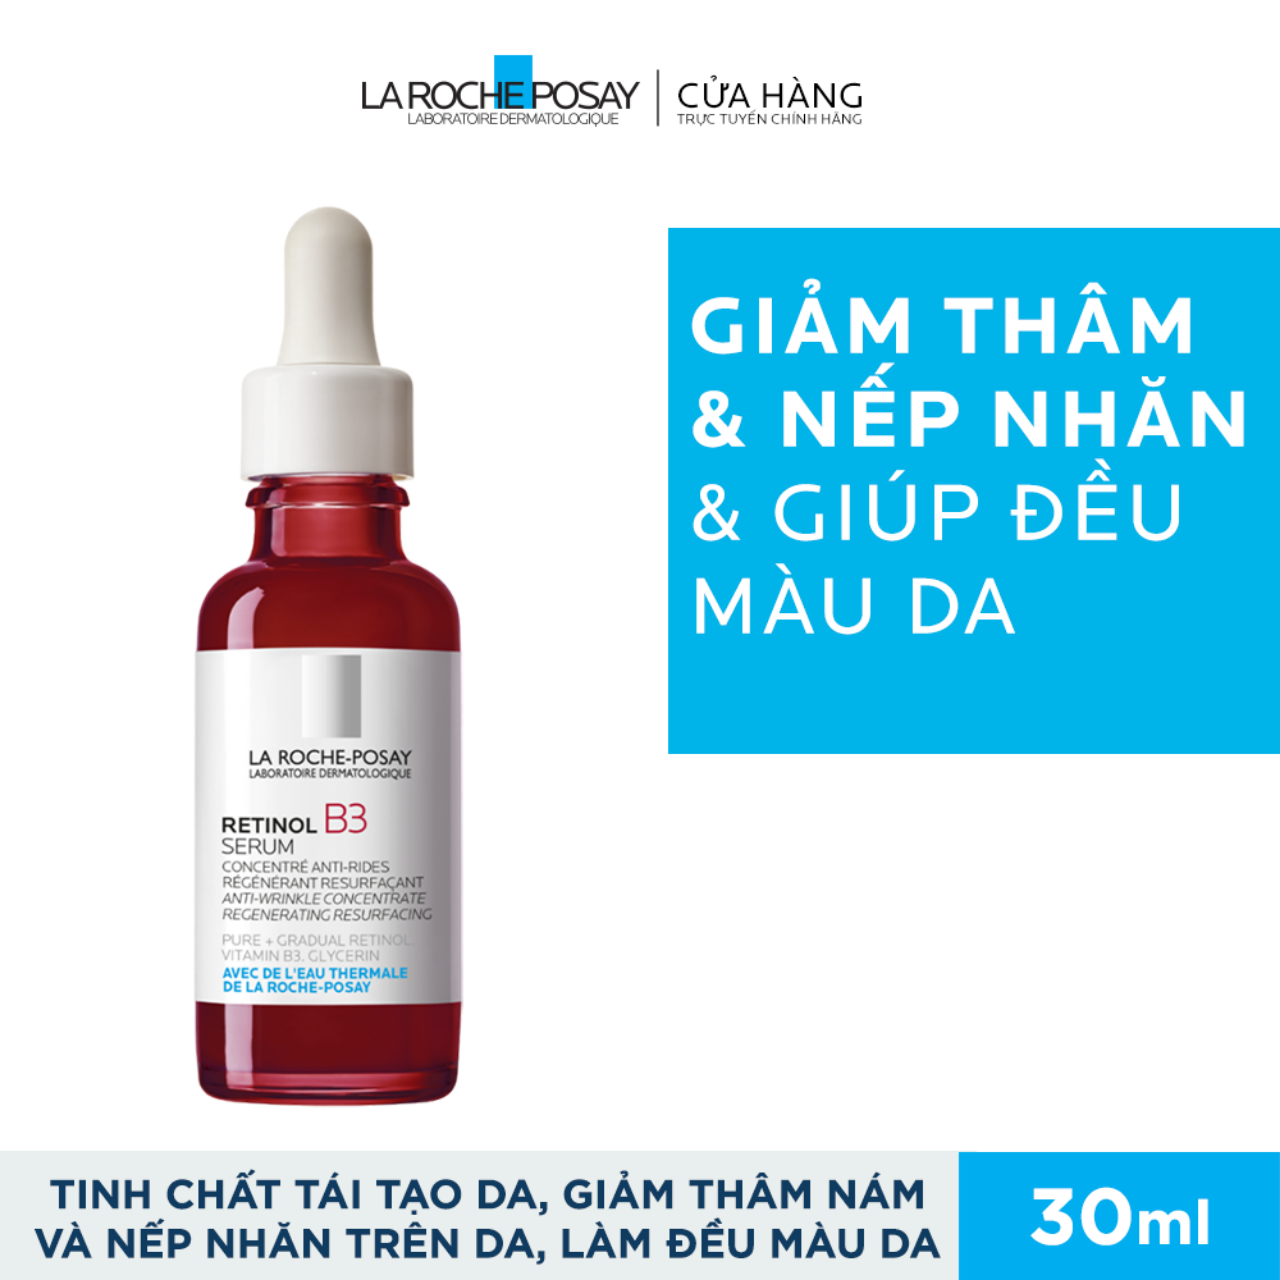 LA ROCHE POSAY
LABORATOIRE DERMATOLOGIQUE
CỬA HÀNG
TRỰC TUYẾN CHÍNH HÃNG
GIẢM THÂM
& NẾP NHĂN
& GIÚP ĐỀU
MÀU DA
LA ROCHE-POSAY
LABORATOIRE DERMATOLOGIQUE
RETINOL B3
SERUM
CONCENTRÉ ANTI-RIDES
RÉGÉNÉRANT RESURFAÇANT
ANTI-WRINKLE CONCENTRATE
REGENERATING RESURFACING
PURE + GRADUAL RETINOL.
VITAMIN B3. GLYCERIN
AVEC DE L'EAU THERMALE
DE LA ROCHE-POSAY
TINH CHẤT TÁI TẠO DA, GIẢM THÂM NÁM
VÀ NẾP NHĂN TRÊN DA, LÀM ĐỀU MÀU DA
30ml